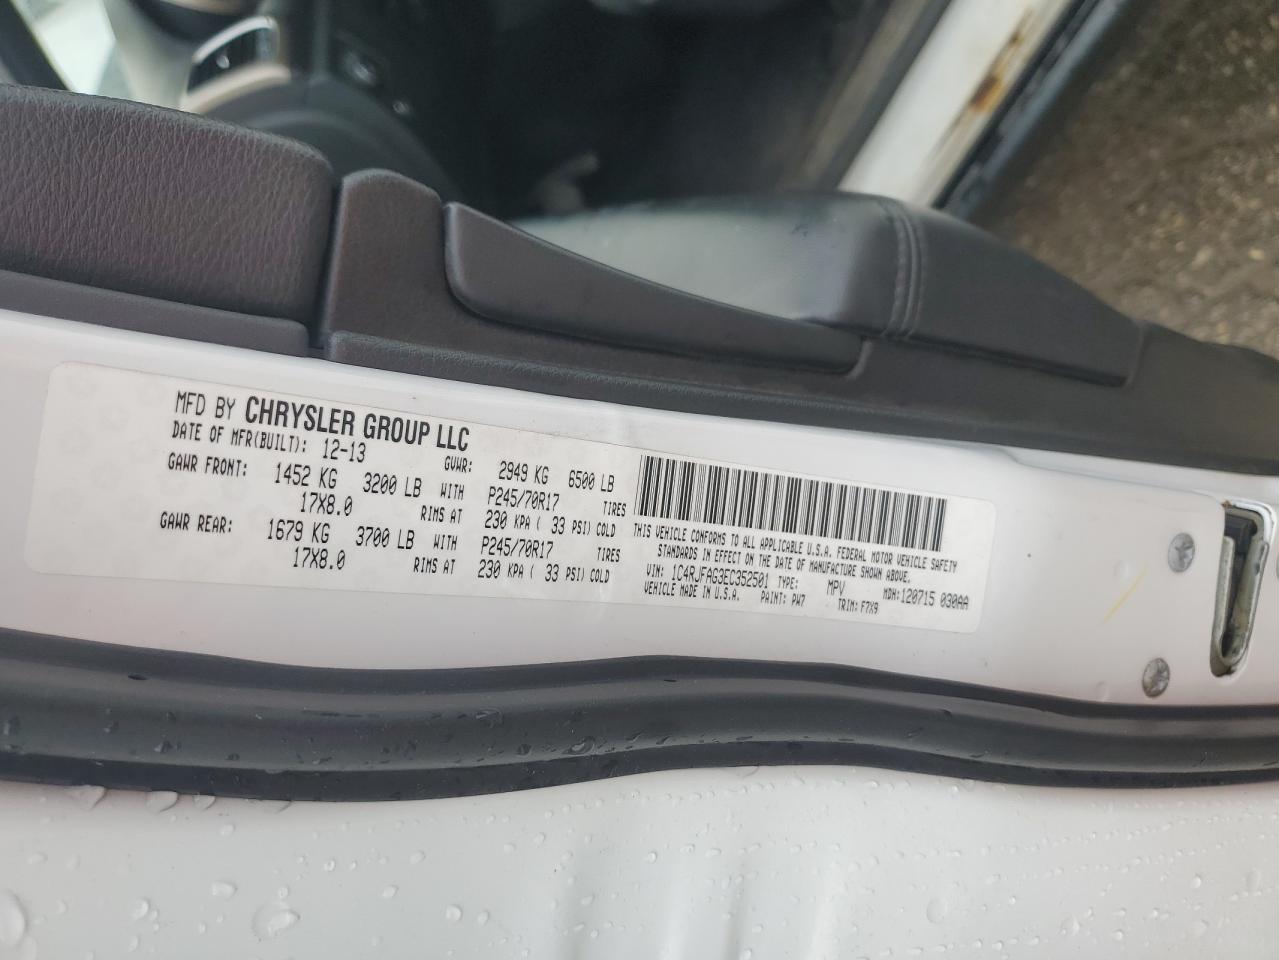 MFD BY CHRYSLER GROUP LLC
DATE OF MFR(BUILT): 12-13 GVWR: 2949 KG 6500 LB
GAWR FRONT: 1452 KG 3200 LB WITH P245/70R17 TIRES
17X8.0 RIMS AT 230 KPA ( 33 PSI) COLD
GAWR REAR: 1679 KG 3700 LB WITH P245/70R17 TIRES
17X8.0 RIMS AT 230 KPA ( 33 PSI) COLD
THIS VEHICLE CONFORMS TO ALL APPLICABLE U.S.A. FEDERAL MOTOR VEHICLE SAFETY
STANDARDS IN EFFECT ON THE DATE OF MANUFACTURE SHOWN ABOVE.
VIN: 1C4RJFAG3EC352501 TYPE: MPV MDH: 120715 030AA
VEHICLE MADE IN U.S.A. PAINT: PW7 TRIM: F7X9